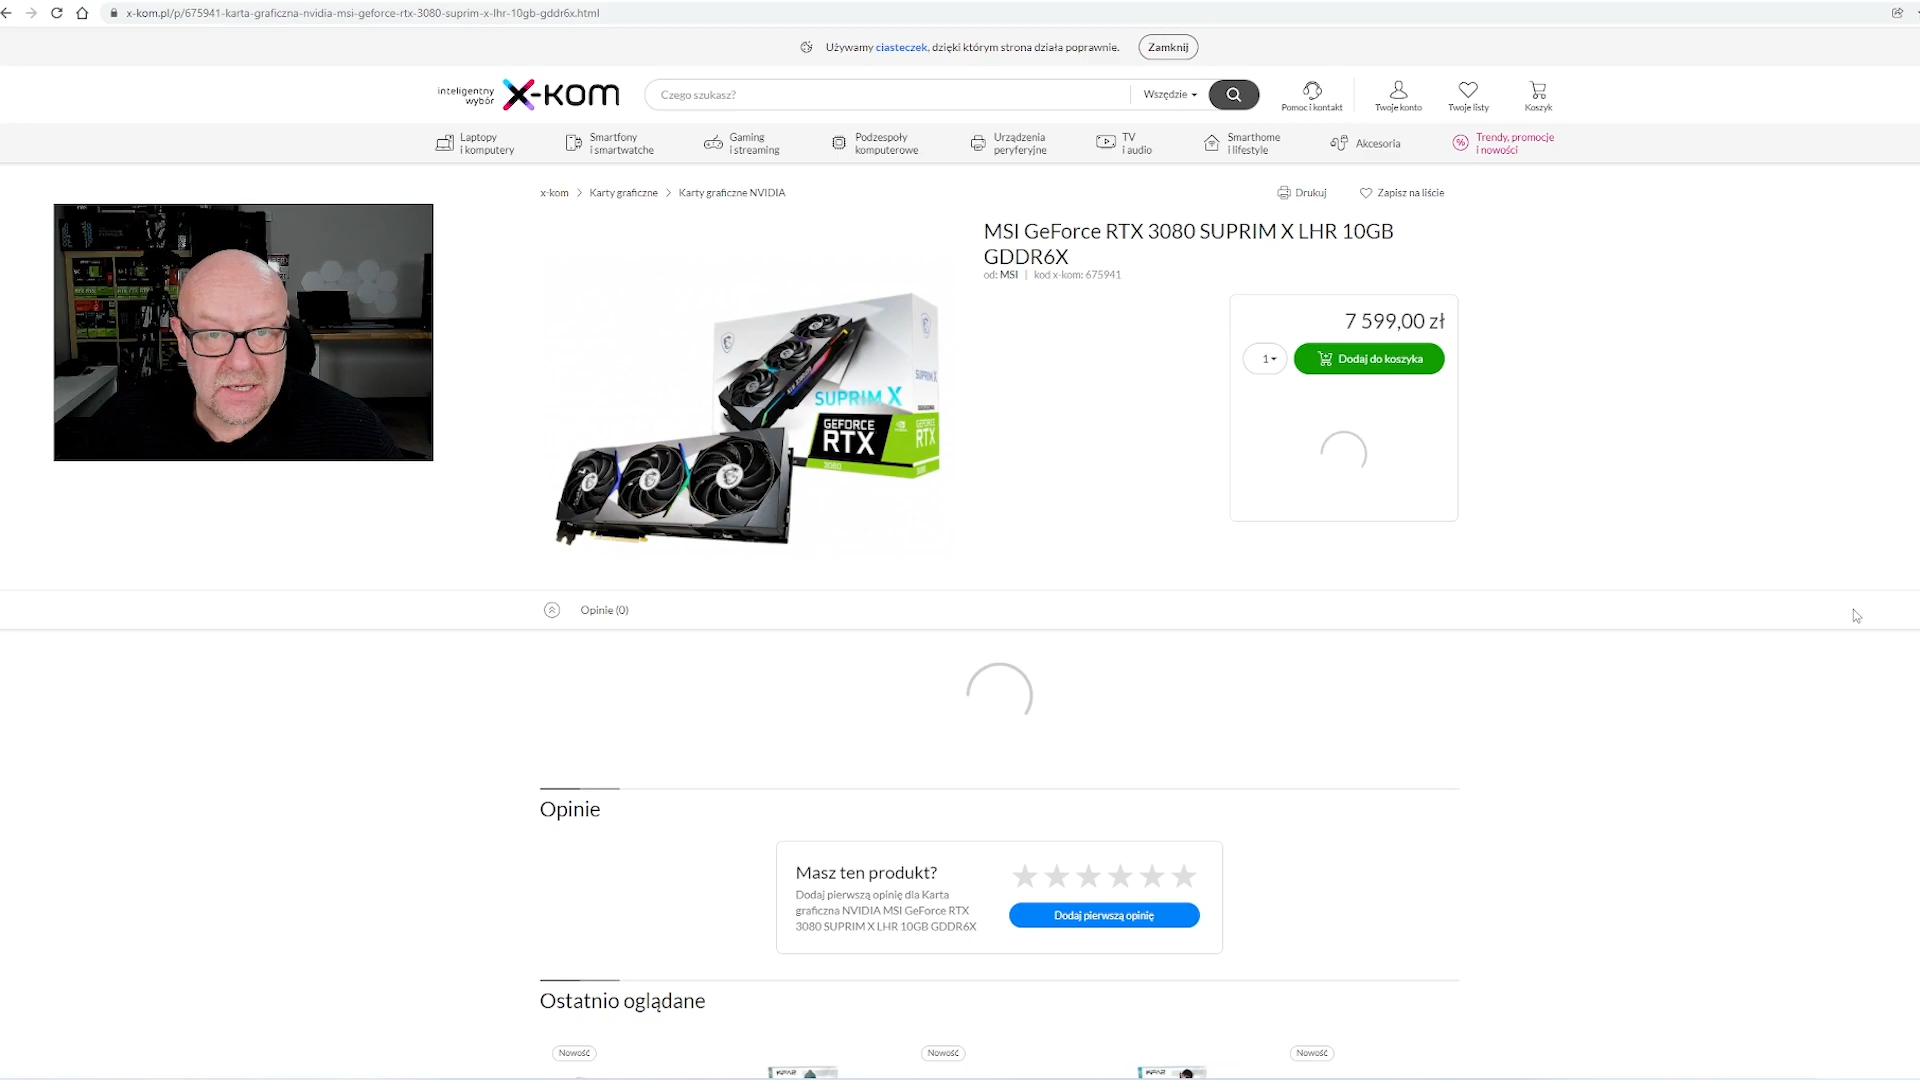 x-kom.pl/p/675941-karta-graficzna-nvidia-msi-geforce-rtx-3080-suprim-x-lhr-10gb-gddr6x.html
Używamy ciasteczek, dzięki którym strona działa poprawnie.
Zamknij
inteligentny
wybór
x-kom
Czego szukasz?
Wszędzie
Pomoc i kontakt
Twoje konto
Twoje listy
Koszyk
Laptopy
i komputery
Smartfony
i smartwatche
Gaming
i streaming
Podzespoły
komputerowe
Urządzenia
peryferyjne
TV
i audio
Smarthome
i lifestyle
Akcesoria
Trendy, promocje
i nowości
x-kom > Karty graficzne > Karty graficzne NVIDIA
Drukuj
Zapisz na liście
MSI GeForce RTX 3080 SUPRIM X LHR 10GB
GDDR6X
od: MSI | kod x-kom: 675941
7 599,00 zł
1
Dodaj do koszyka
SUPRIM X
SUPRIM X
GEFORCE
RTX
3080
GEFORCE
RTX
Opinie (0)
Opinie
Masz ten produkt?
Dodaj pierwszą opinię dla Karta
graficzna NVIDIA MSI GeForce RTX
3080 SUPRIM X LHR 10GB GDDR6X
Dodaj pierwszą opinię
Ostatnio oglądane
Nowość
Nowość
Nowość